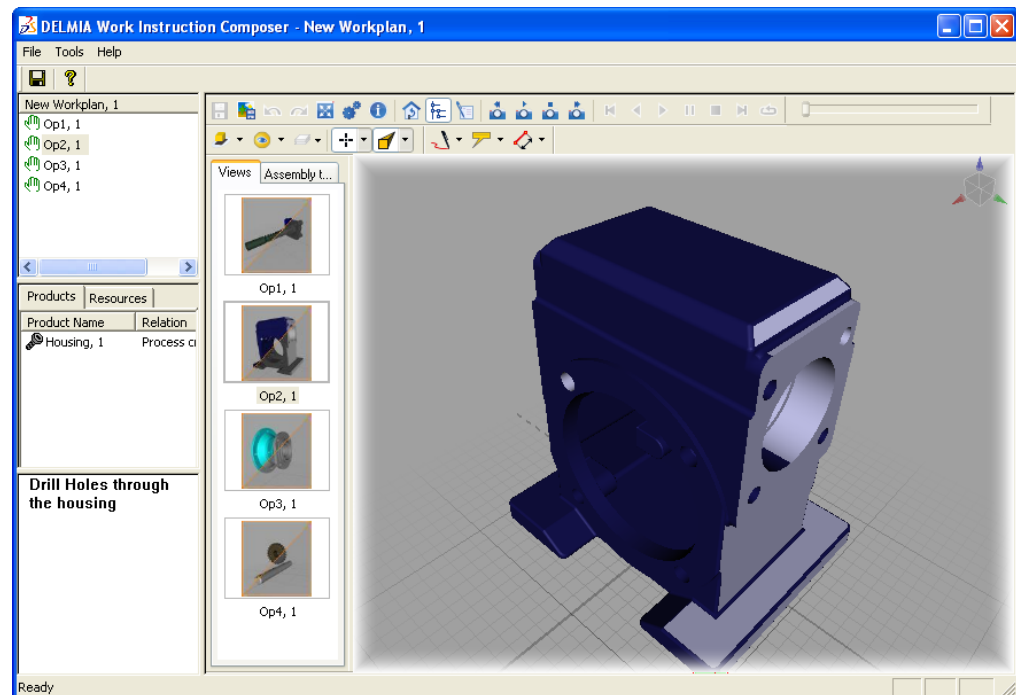 DELMIA Work Instruction Composer - New Workplan, 1
File Tools Help
New Workplan, 1
Op1, 1
Op2, 1
Op3, 1
Op4, 1
Products Resources
Product Name Relation
Housing, 1 Process
Drill Holes through
the housing
Views Assembly t...
Op1, 1
Op2, 1
Op3, 1
Op4, 1
Ready